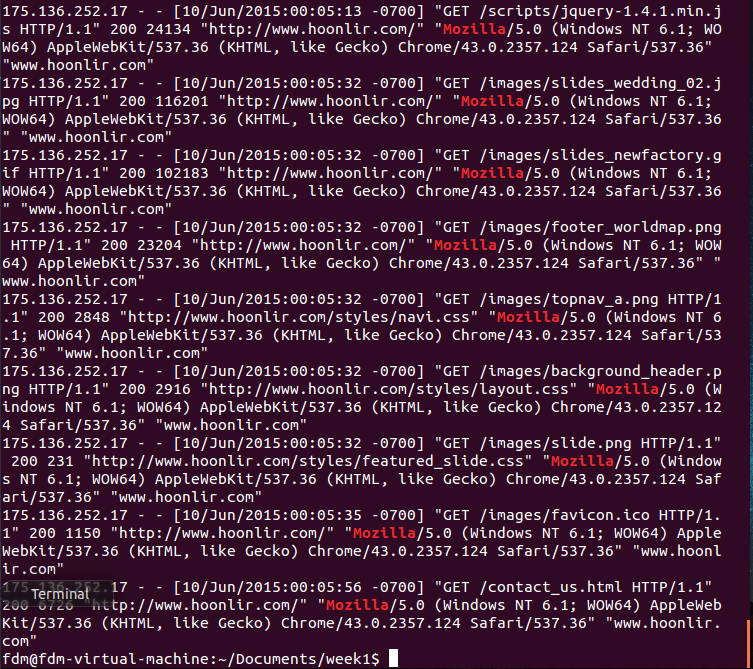 175.136.252.17 - - [10/Jun/2015:00:05:13 -0700] "GET /scripts/jquery-1.4.1.min.j
s HTTP/1.1" 200 24134 "http://www.hoonlir.com/" "Mozilla/5.0 (Windows NT 6.1; WO
W64) AppleWebKit/537.36 (KHTML, like Gecko) Chrome/43.0.2357.124 Safari/537.36"
"www.hoonlir.com"
175.136.252.17 - - [10/Jun/2015:00:05:32 -0700] "GET /images/slides_wedding_02.j
pg HTTP/1.1" 200 116201 "http://www.hoonlir.com/" "Mozilla/5.0 (Windows NT 6.1;
WOW64) AppleWebKit/537.36 (KHTML, like Gecko) Chrome/43.0.2357.124 Safari/537.36
" "www.hoonlir.com"
175.136.252.17 - - [10/Jun/2015:00:05:32 -0700] "GET /images/slides_newfactory.g
if HTTP/1.1" 200 102183 "http://www.hoonlir.com/" "Mozilla/5.0 (Windows NT 6.1;
WOW64) AppleWebKit/537.36 (KHTML, like Gecko) Chrome/43.0.2357.124 Safari/537.36
" "www.hoonlir.com"
175.136.252.17 - - [10/Jun/2015:00:05:32 -0700] "GET /images/footer_worldmap.png
 HTTP/1.1" 200 23204 "http://www.hoonlir.com/" "Mozilla/5.0 (Windows NT 6.1; WOW
64) AppleWebKit/537.36 (KHTML, like Gecko) Chrome/43.0.2357.124 Safari/537.36" "
www.hoonlir.com"
175.136.252.17 - - [10/Jun/2015:00:05:32 -0700] "GET /images/topnav_a.png HTTP/1
.1" 200 2848 "http://www.hoonlir.com/styles/navi.css" "Mozilla/5.0 (Windows NT 6
.1; WOW64) AppleWebKit/537.36 (KHTML, like Gecko) Chrome/43.0.2357.124 Safari/53
7.36" "www.hoonlir.com"
175.136.252.17 - - [10/Jun/2015:00:05:32 -0700] "GET /images/background_header.p
ng HTTP/1.1" 200 2916 "http://www.hoonlir.com/styles/layout.css" "Mozilla/5.0 (W
indows NT 6.1; WOW64) AppleWebKit/537.36 (KHTML, like Gecko) Chrome/43.0.2357.12
4 Safari/537.36" "www.hoonlir.com"
175.136.252.17 - - [10/Jun/2015:00:05:32 -0700] "GET /images/slide.png HTTP/1.1"
 200 231 "http://www.hoonlir.com/styles/featured_slide.css" "Mozilla/5.0 (Window
s NT 6.1; WOW64) AppleWebKit/537.36 (KHTML, like Gecko) Chrome/43.0.2357.124 Saf
ari/537.36" "www.hoonlir.com"
175.136.252.17 - - [10/Jun/2015:00:05:35 -0700] "GET /images/favicon.ico HTTP/1.
1" 200 1150 "http://www.hoonlir.com/" "Mozilla/5.0 (Windows NT 6.1; WOW64) Apple
WebKit/537.36 (KHTML, like Gecko) Chrome/43.0.2357.124 Safari/537.36" "www.hoonl
ir.com"
175.136.252.17 - - [10/Jun/2015:00:05:56 -0700] "GET /contact_us.html HTTP/1.1"
Terminal
200 6726 "http://www.hoonlir.com/" "Mozilla/5.0 (Windows NT 6.1; WOW64) AppleWeb
Kit/537.36 (KHTML, like Gecko) Chrome/43.0.2357.124 Safari/537.36" "www.hoonlir.
com"
fdm@fdm-virtual-machine:~/Documents/week1$